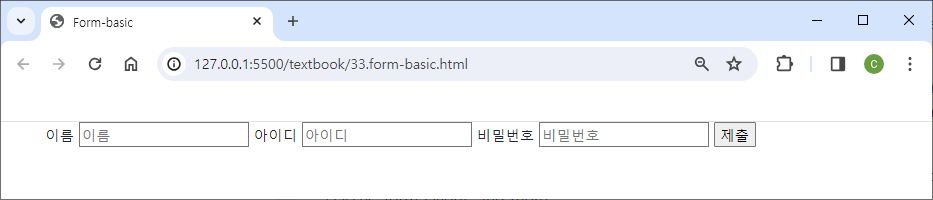 Form-basic
127.0.0.1:5500/textbook/33.form-basic.html
C
이름 이름 아이디 아이디 비밀번호 비밀번호 제출